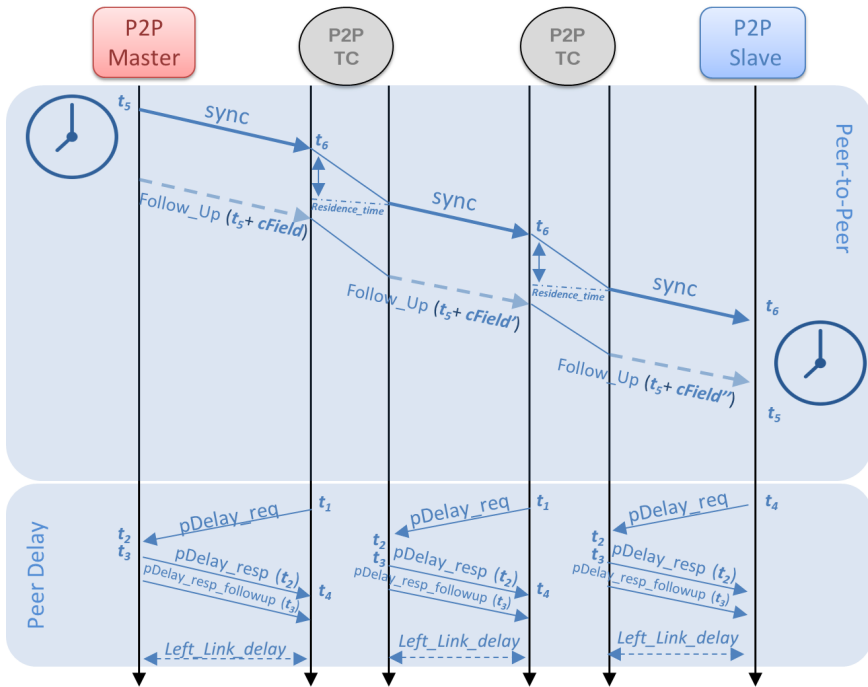 P2P
Master
P2P
TC
P2P
TC
P2P
Slave
t5
sync
t6
Residence_time
Follow_Up (t5+ cField)
sync
t6
Residence_time
Follow_Up (t5+ cField')
sync
t6
Follow_Up (t5+ cField'')
t5
Peer-to-Peer
Peer Delay
pDelay_req
t1
t2
t3
pDelay_resp (t2)
pDelay_resp_followup (t3)
t4
Left_Link_delay
pDelay_req
t1
t2
t3
pDelay_resp (t2)
pDelay_resp_followup (t3)
t4
Left_Link_delay
pDelay_req
t4
t2
t3
pDelay_resp (t2)
pDelay_resp_followup (t3)
Left_Link_delay